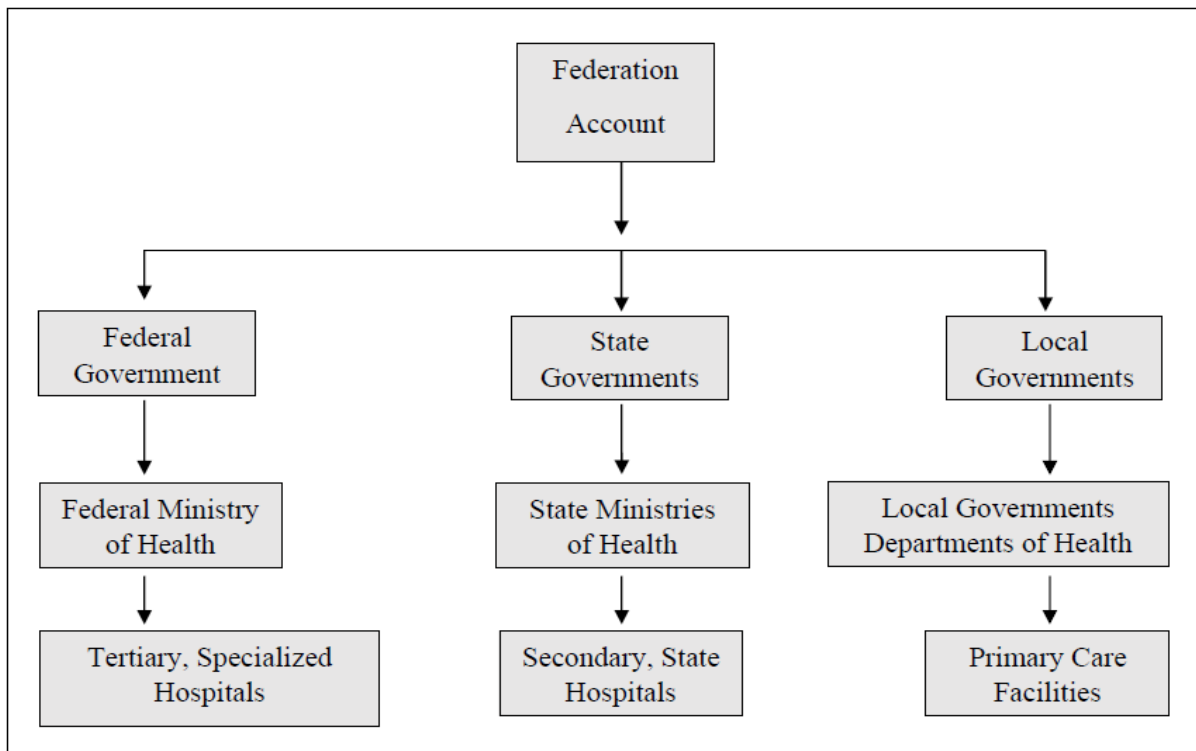 Federation
Account
Federal
Government
State
Governments
Local
Governments
Federal Ministry
of Health
State Ministries
of Health
Local Governments
Departments of Health
Tertiary, Specialized
Hospitals
Secondary, State
Hospitals
Primary Care
Facilities